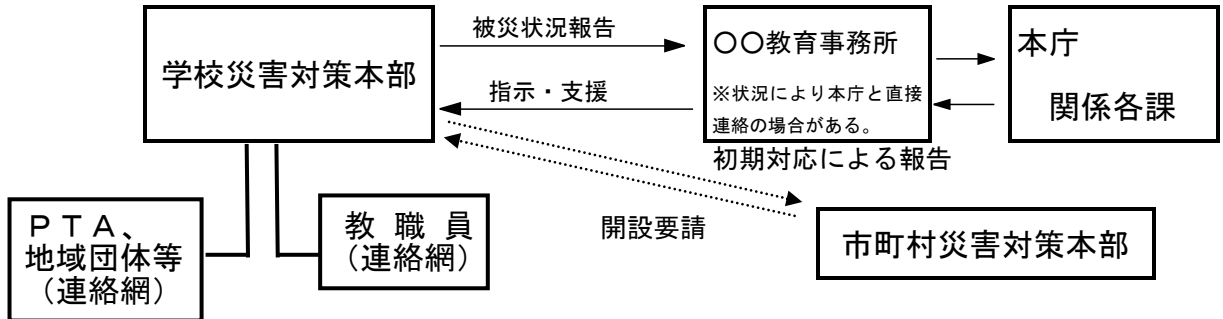 学校災害対策本部
被災状況報告
指示・支援
〇〇教育事務所
※状況により本庁と直接
連絡の場合がある。
本庁
関係各課
初期対応による報告
開設要請
市町村災害対策本部
ＰＴＡ、
地域団体等
（連絡網）
教 職 員
（連絡網）